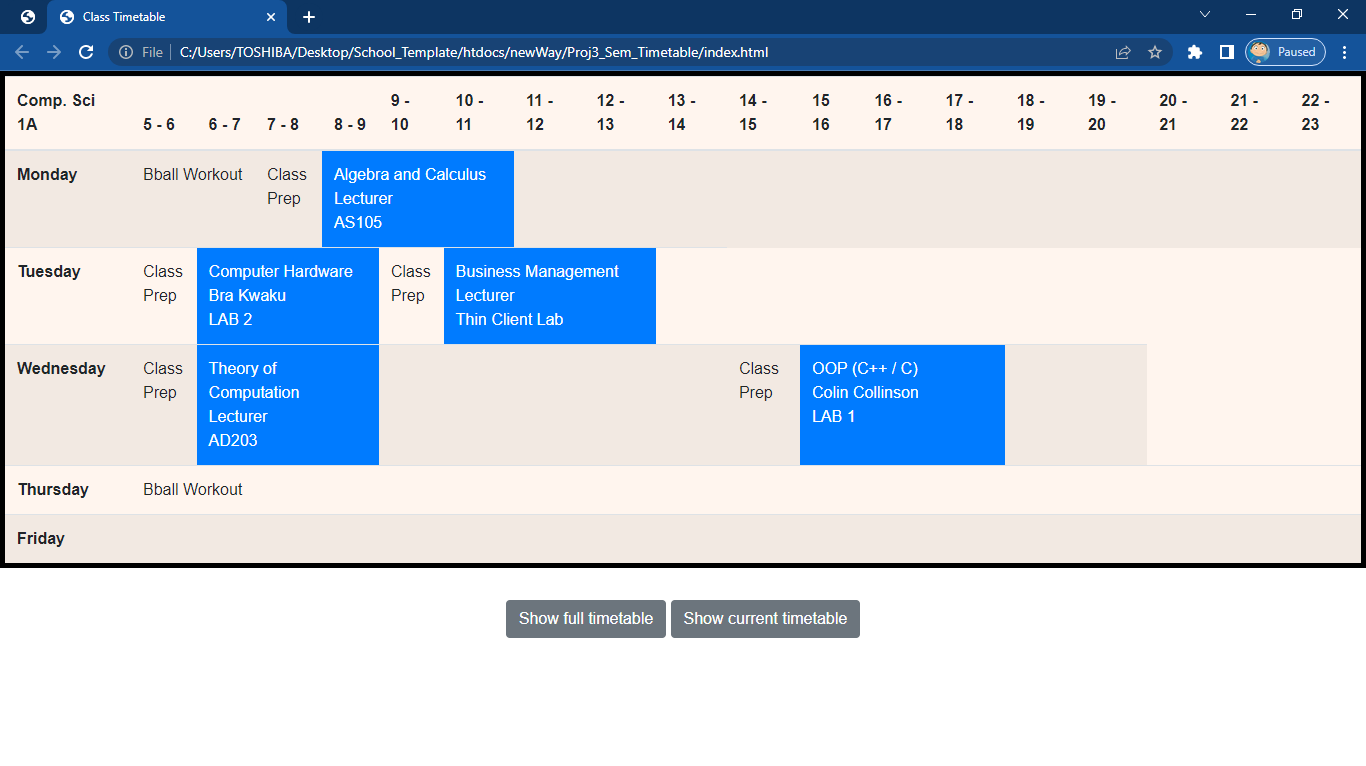 Class Timetable
File
C:/Users/TOSHIBA/Desktop/School_Template/htdocs/newWay/Proj3_Sem_Timetable/index.html
Paused
Comp. Sci
1A
5 - 6
6 - 7
7 - 8
8 - 9
9 -
10
10 -
11
11 -
12
12 -
13
13 -
14
14 -
15
15
16
16 -
17
17 -
18
18 -
19
19 -
20
20 -
21
21 -
22
22 -
23
Monday
Bball Workout
Class
Prep
Algebra and Calculus
Lecturer
AS105
Tuesday
Class
Prep
Computer Hardware
Bra Kwaku
LAB 2
Class
Prep
Business Management
Lecturer
Thin Client Lab
Wednesday
Class
Prep
Theory of
Computation
Lecturer
AD203
Class
Prep
OOP (C++ / C)
Colin Collinson
LAB 1
Thursday
Bball Workout
Friday
Show full timetable
Show current timetable